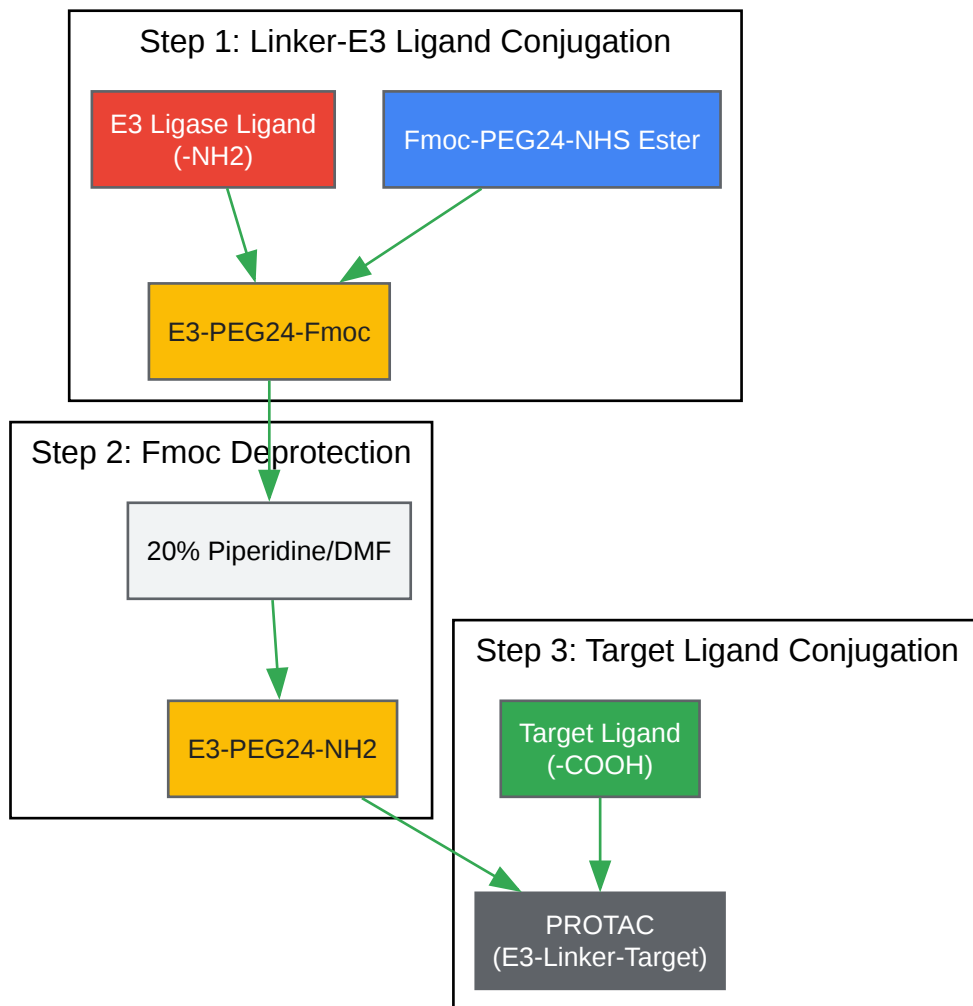 Step 1: Linker-E3 Ligand Conjugation
E3 Ligase Ligand
(-NH2)
Fmoc-PEG24-NHS Ester
E3-PEG24-Fmoc
Step 2: Fmoc Deprotection
20% Piperidine/DMF
E3-PEG24-NH2
Step 3: Target Ligand Conjugation
Target Ligand
(-COOH)
PROTAC
(E3-Linker-Target)